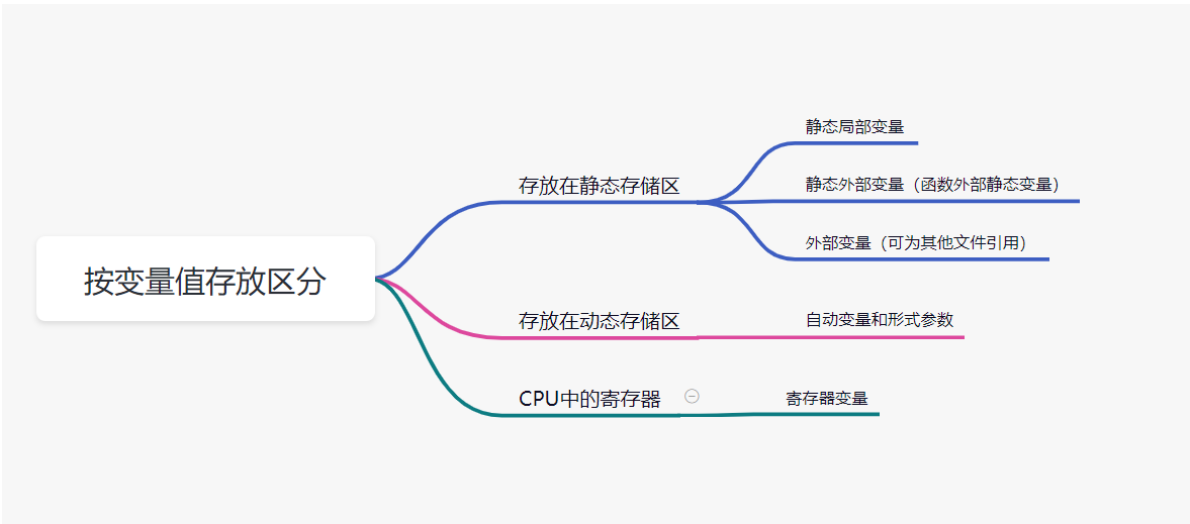 按变量值存放区分
存放在静态存储区
静态局部变量
静态外部变量（函数外部静态变量）
外部变量（可为其他文件引用）
存放在动态存储区
自动变量和形式参数
CPU中的寄存器
寄存器变量